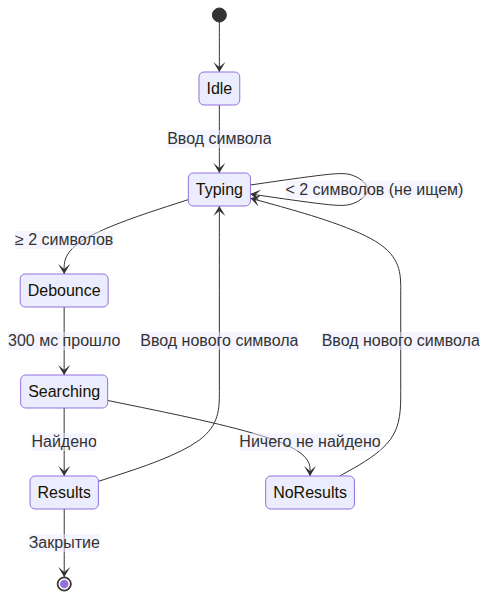 Idle
Ввод символа
Typing
< 2 символов (не ищем)
≥ 2 символов
Debounce
300 мс прошло
Ввод нового символа
Ввод нового символа
Searching
Найдено
Ничего не найдено
Results
NoResults
Закрытие